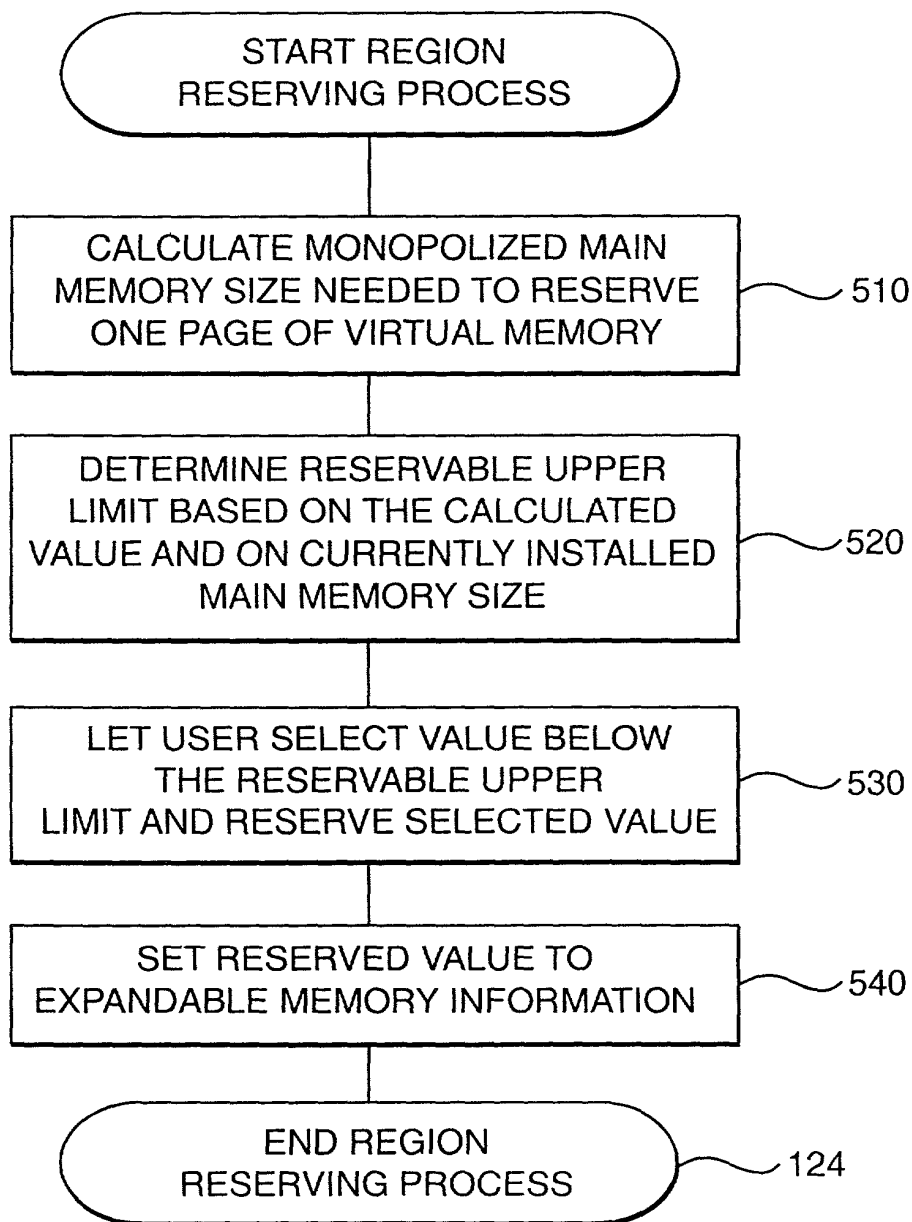 START REGION
RESERVING PROCESS
CALCULATE MONOPOLIZED MAIN
MEMORY SIZE NEEDED TO RESERVE
ONE PAGE OF VIRTUAL MEMORY
510
DETERMINE RESERVABLE UPPER
LIMIT BASED ON THE CALCULATED
VALUE AND ON CURRENTLY INSTALLED
MAIN MEMORY SIZE
520
LET USER SELECT VALUE BELOW
THE RESERVABLE UPPER
LIMIT AND RESERVE SELECTED VALUE
530
SET RESERVED VALUE TO
EXPANDABLE MEMORY INFORMATION
540
END REGION
RESERVING PROCESS
124